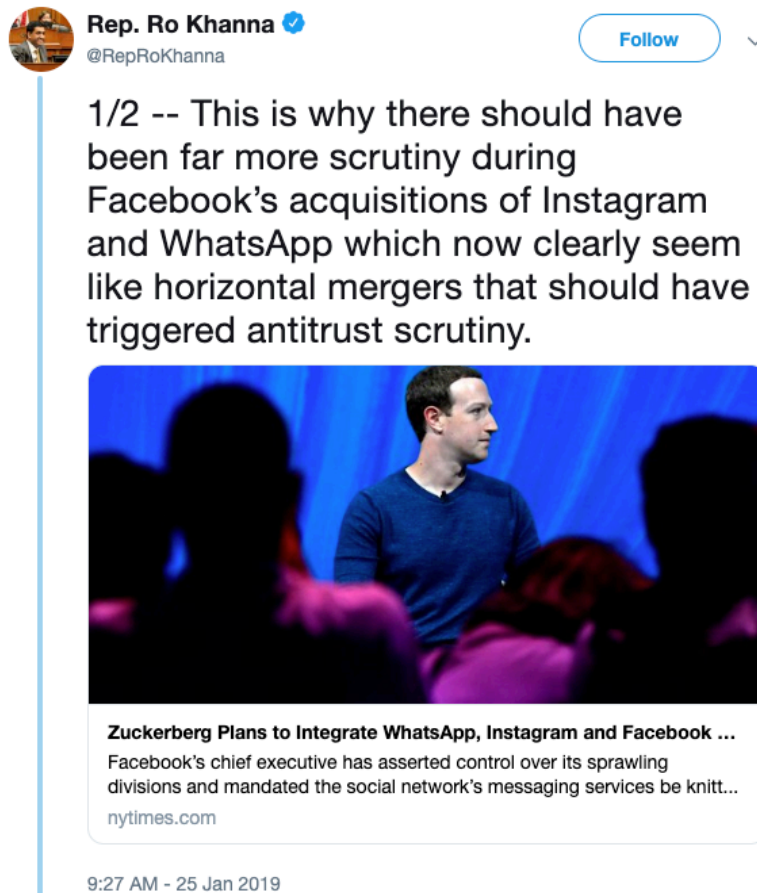 Rep. Ro Khanna
@RepRoKhanna
Follow
1/2 -- This is why there should have
been far more scrutiny during
Facebook’s acquisitions of Instagram
and WhatsApp which now clearly seem
like horizontal mergers that should have
triggered antitrust scrutiny.
Zuckerberg Plans to Integrate WhatsApp, Instagram and Facebook ...
Facebook’s chief executive has asserted control over its sprawling
divisions and mandated the social network’s messaging services be knitt...
nytimes.com
9:27 AM - 25 Jan 2019